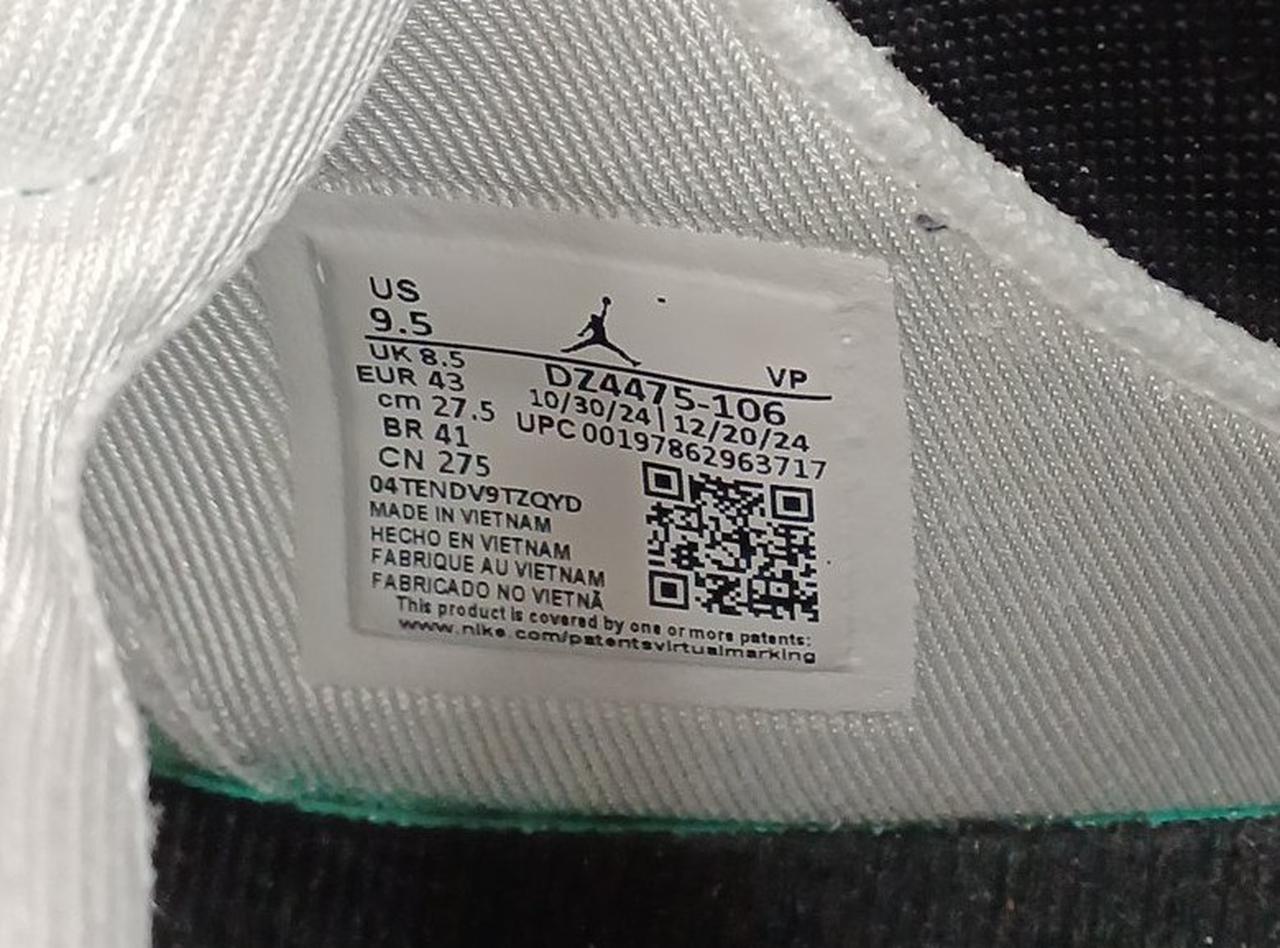 US
9.5
VP
UK 8.5
EUR 43
cm 27.5
BR 41
CN 275
DZ4475-106
10/30/24 | 12/20/24
UPC 00197862963717
04TENDV9TZQYD
MADE IN VIETNAM
HECHO EN VIETNAM
FABRIQUE AU VIETNAM
FABRICADO NO VIETNÃ
This product is covered by one or more patents:
www.nike.com/patentsvirtualmarking